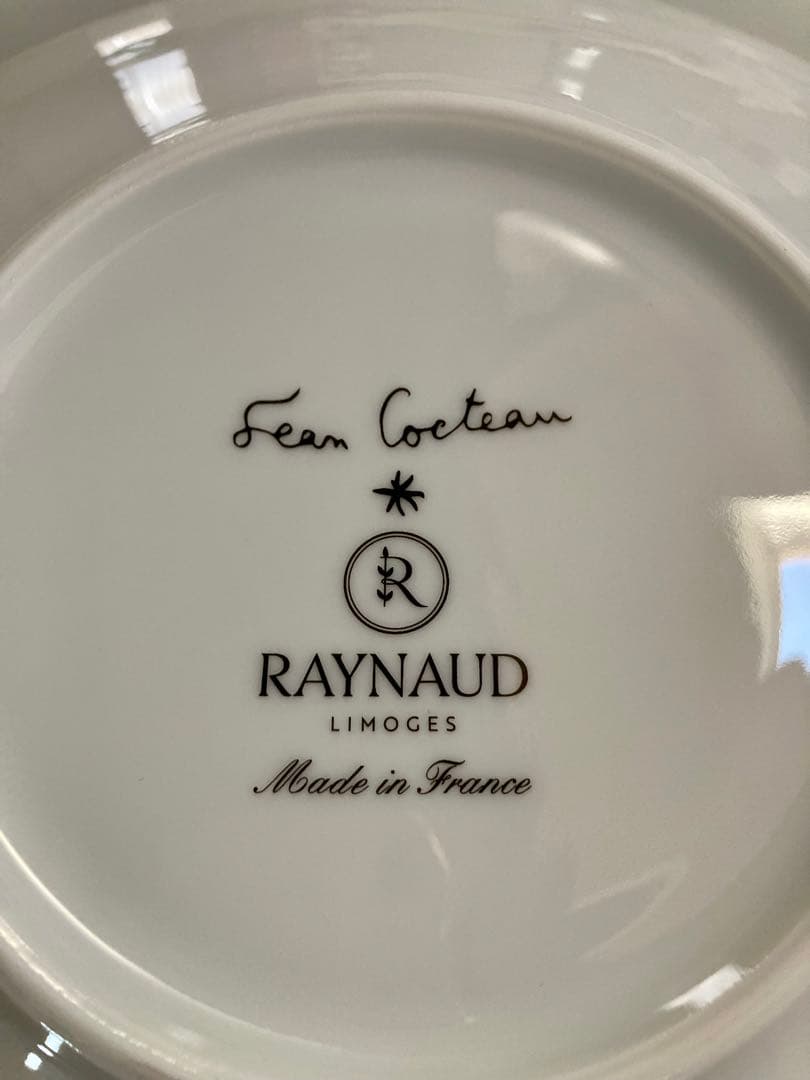 Jean Cocteau
R
RAYNAUD
LIMOGES
Made in France